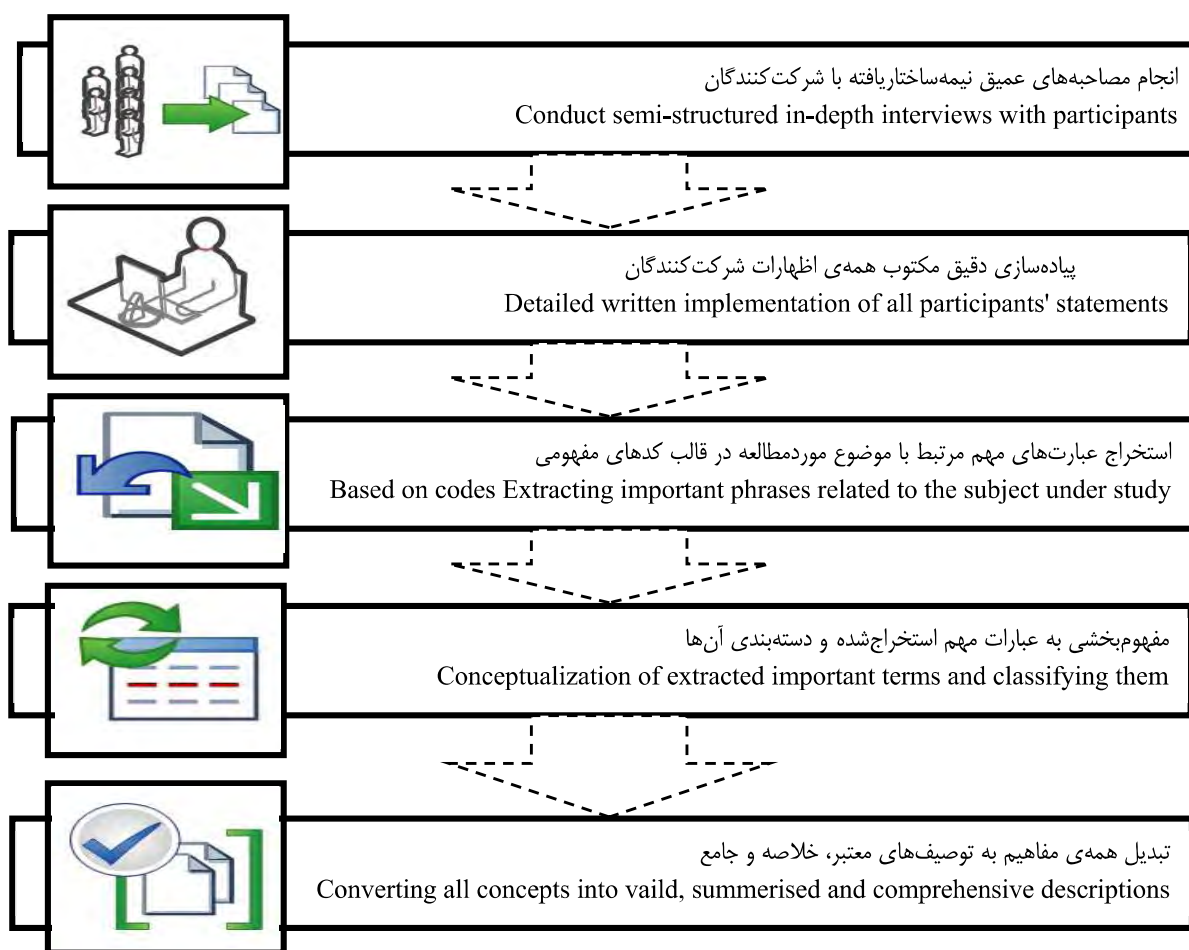 انجام مصاحبه‌های عمیق نیمه‌ساختاریافته با شرکت‌کنندگان
Conduct semi-structured in-depth interviews with participants
پیاده‌سازی دقیق مکتوب همه‌ی اظهارات شرکت‌کنندگان
Detailed written implementation of all participants' statements
استخراج عبارت‌های مهم مرتبط با موضوع موردمطالعه در قالب کدهای مفهومی
Based on codes Extracting important phrases related to the subject under study
مفهوم‌بخشی به عبارات مهم استخراج‌شده و دسته‌بندی آن‌ها
Conceptualization of extracted important terms and classifying them
تبدیل همه‌ی مفاهیم به توصیف‌های معتبر، خلاصه و جامع
Converting all concepts into vaild, summerised and comprehensive descriptions